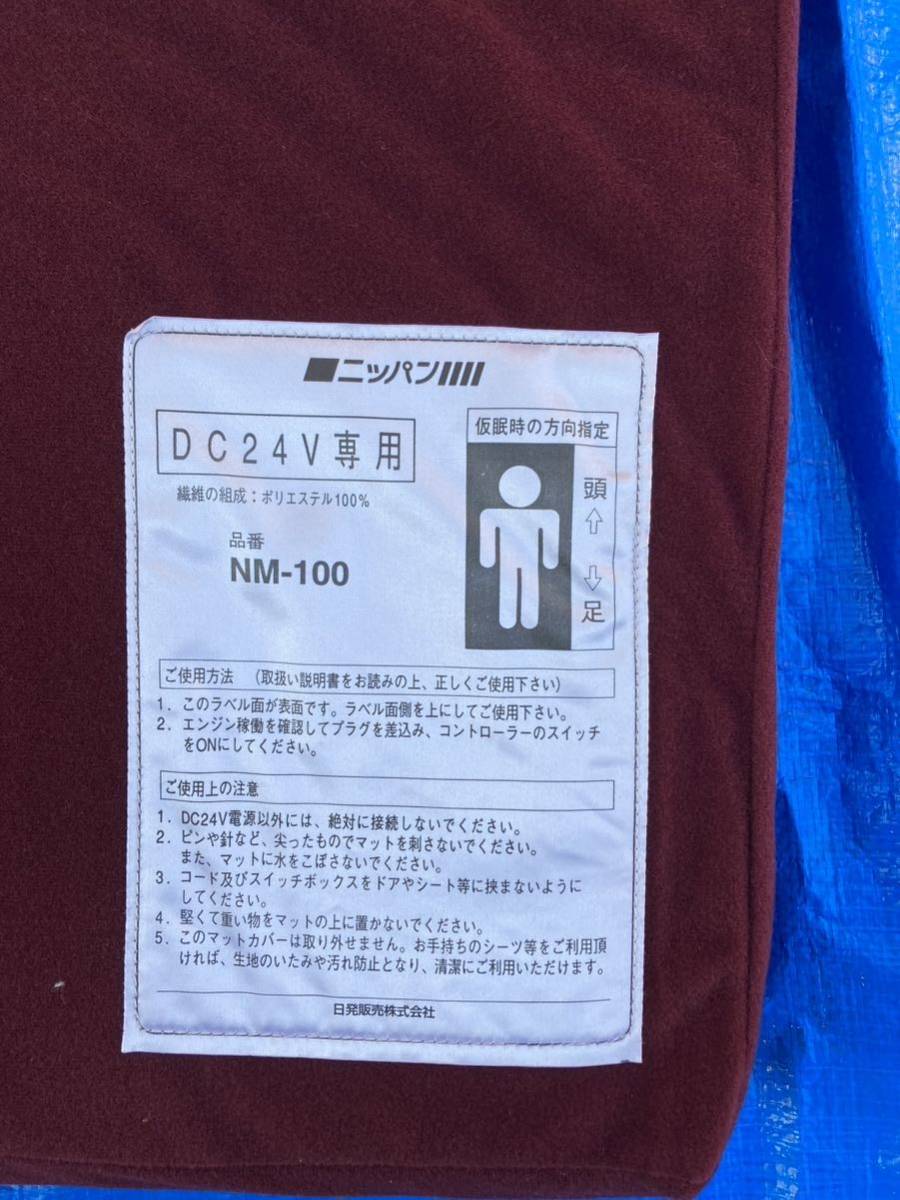 ニッパン
DC24V専用
繊維の組成：ポリエステル100%
品番
NM-100
仮眠時の方向指定
頭
足
ご使用方法 （取扱い説明書をお読みの上、正しくご使用下さい）
1．このラベル面が表面です。ラベル面側を上にしてご使用下さい。
2．エンジン稼働を確認してプラグを差込み、コントローラーのスイッチ
をONにしてください。
ご使用上の注意
1．DC24V電源以外には、絶対に接続しないでください。
2．ピンや針など、尖ったものでマットを刺さないでください。
また、マットに水をこぼさないでください。
3．コード及びスイッチボックスをドアやシート等に挟まないように
してください。
4．堅くて重い物をマットの上に置かないでください。
5．このマットカバーは取り外せません。お手持ちのシーツ等をご利用頂
ければ、生地のいたみや汚れ防止となり、清潔にご利用いただけます。
日発販売株式会社